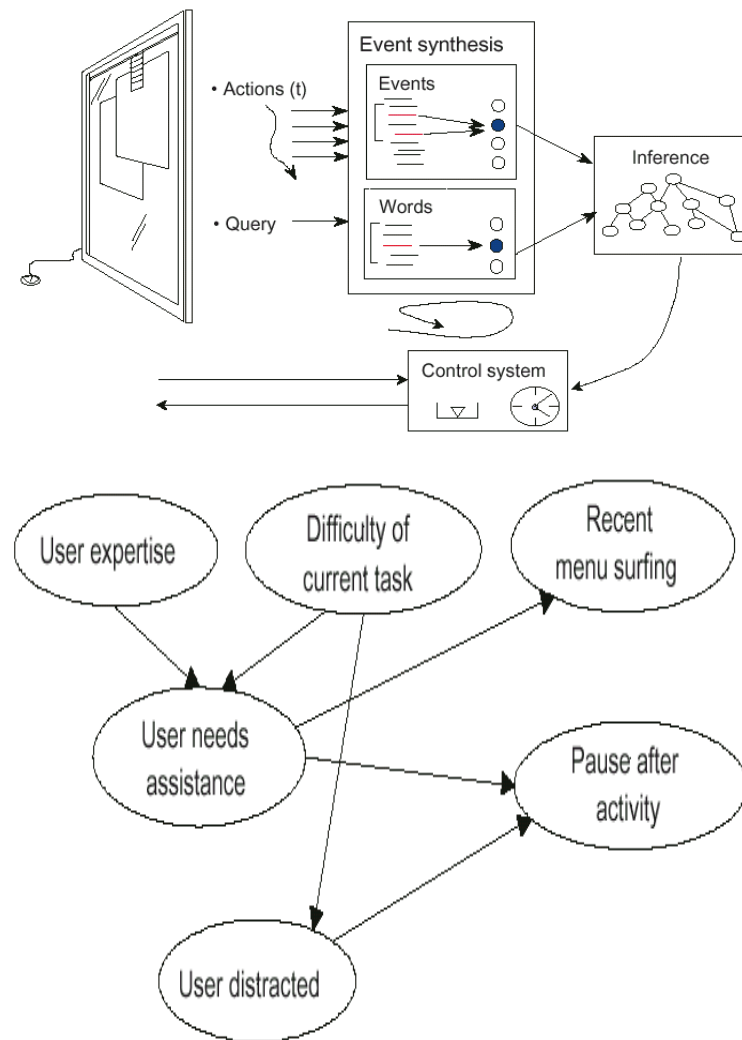 Event synthesis
Events
• Actions (t)
Inference
Words
• Query
Control system
User expertise
Difficulty of
current task
Recent
menu surfing
User needs
assistance
Pause after
activity
User distracted